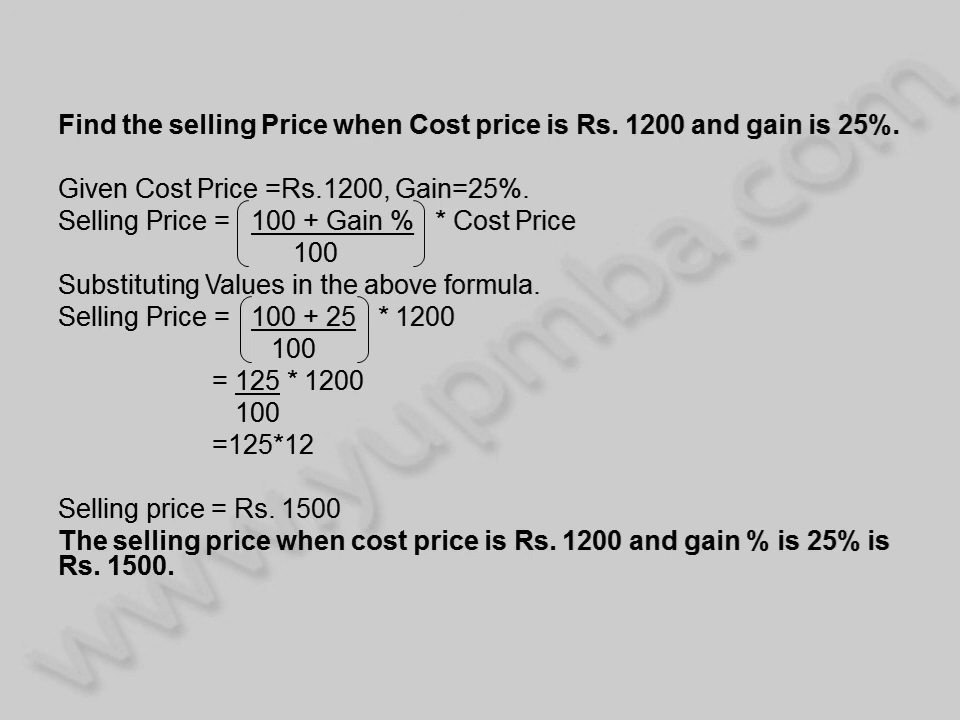 Find the selling Price when Cost price is Rs. 1200 and gain is 25%.
Given Cost Price =Rs.1200, Gain=25%.
Selling Price = 100 + Gain % * Cost Price
100
Substituting Values in the above formula.
Selling Price = 100 + 25 * 1200
100
= 125 * 1200
100
=125*12
Selling price = Rs. 1500
The selling price when cost price is Rs. 1200 and gain % is 25% is
Rs. 1500.
www.yupmba.com